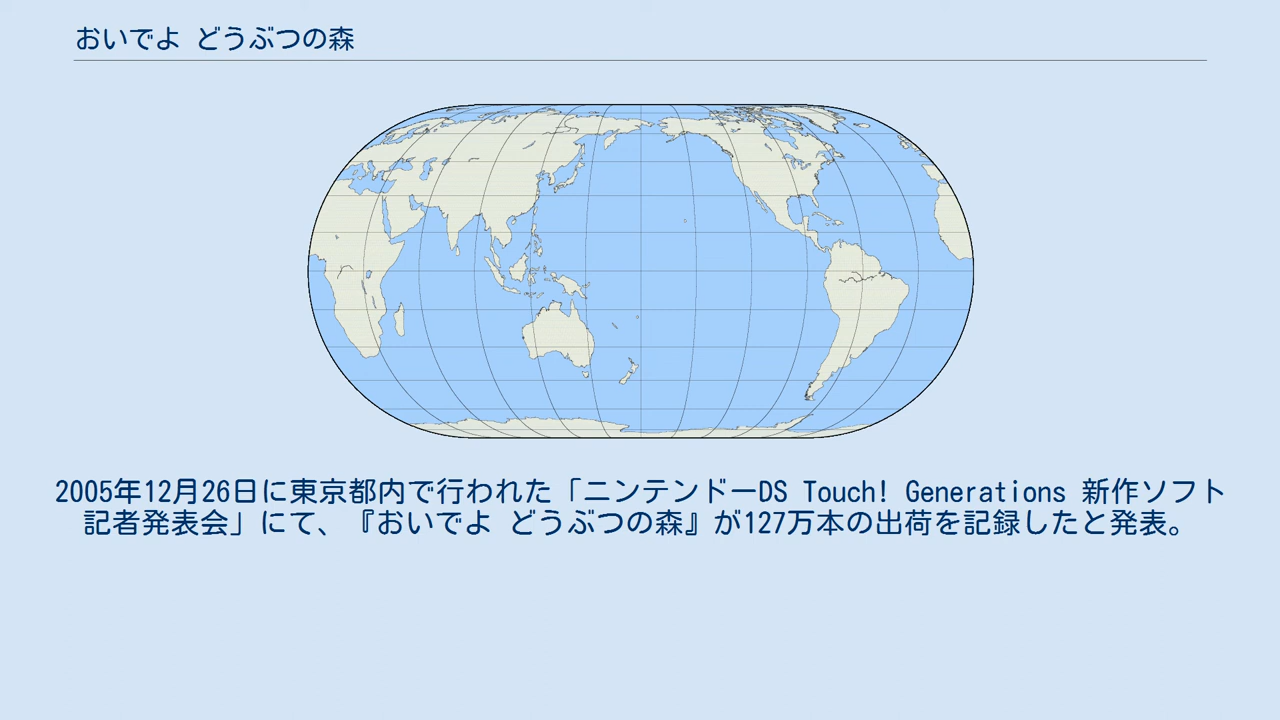 おいでよ どうぶつの森
2005年12月26日に東京都内で行われた「ニンテンドーDS Touch! Generations 新作ソフト
記者発表会」にて、『おいでよ どうぶつの森』が127万本の出荷を記録したと発表。